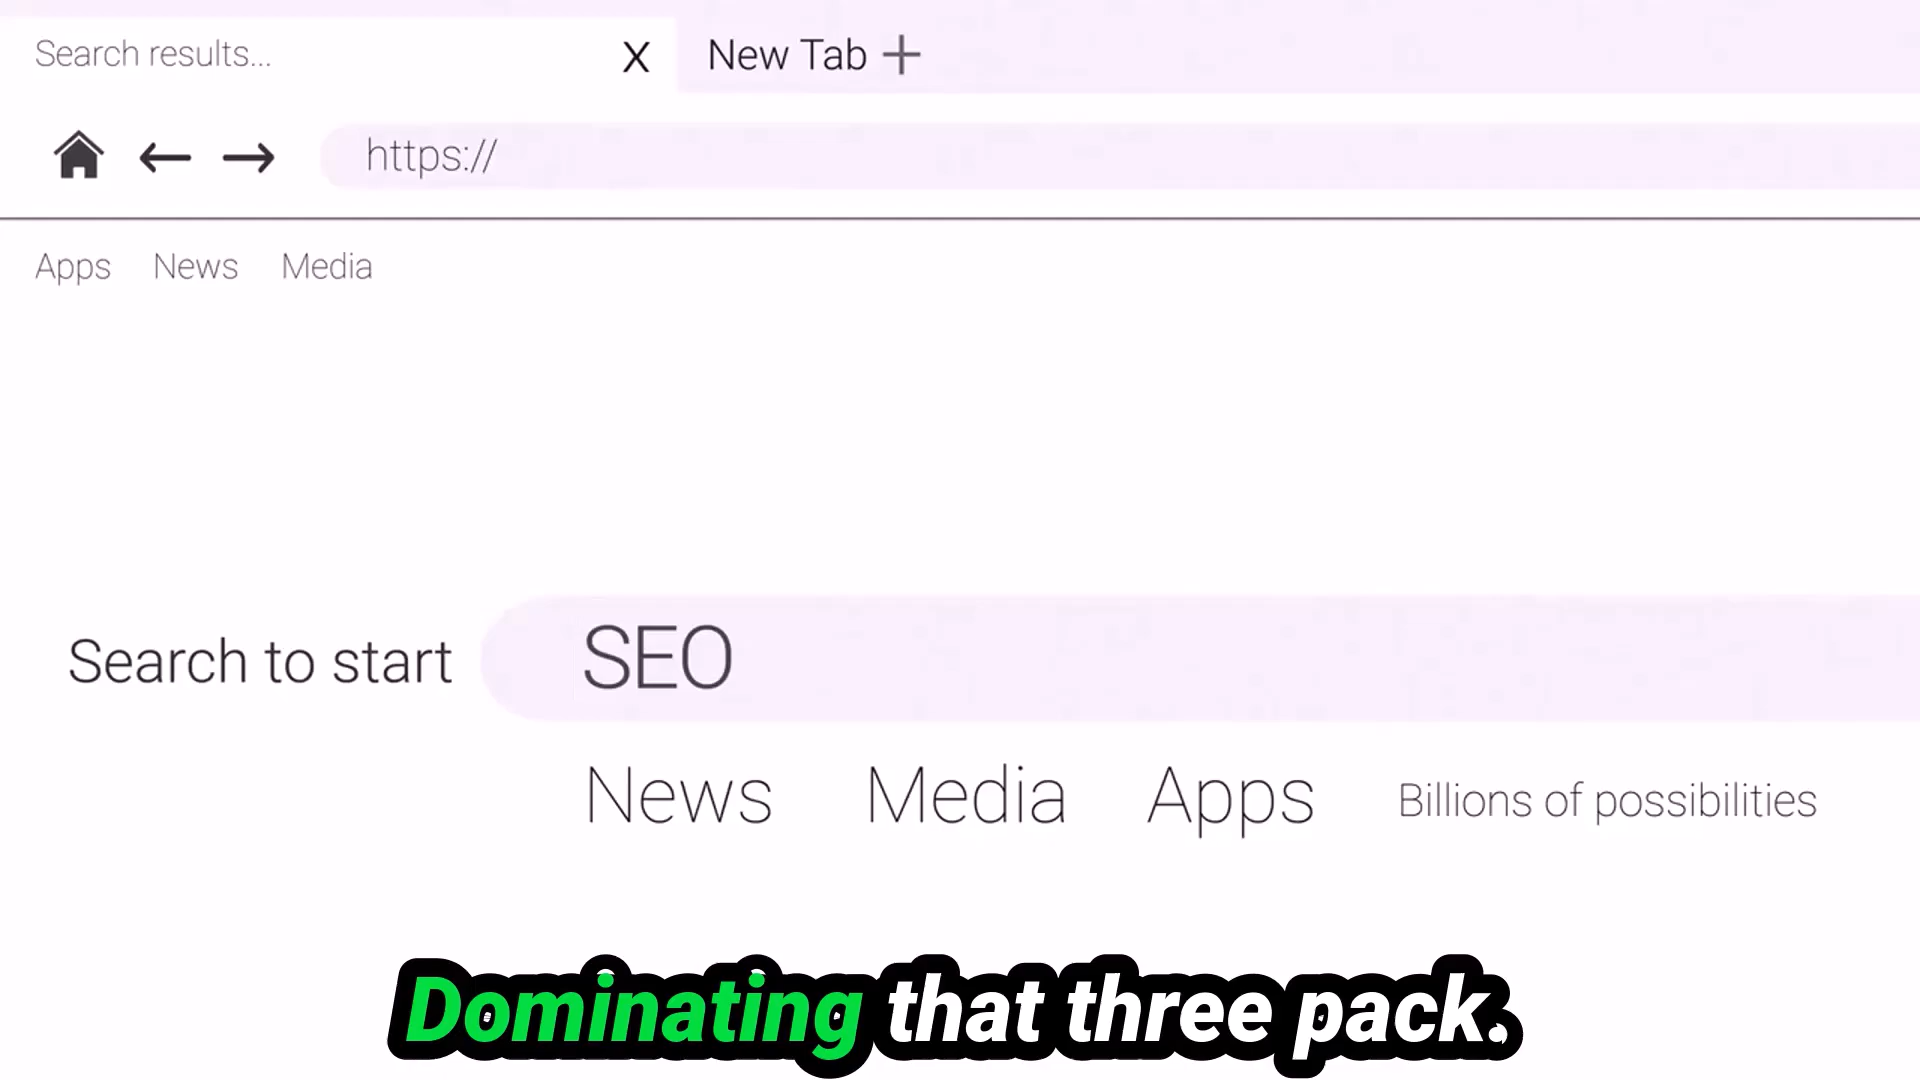 Search results... X New Tab +
https://
Apps News Media
Search to start SEO
News Media Apps Billions of possibilities
Dominating that three pack.